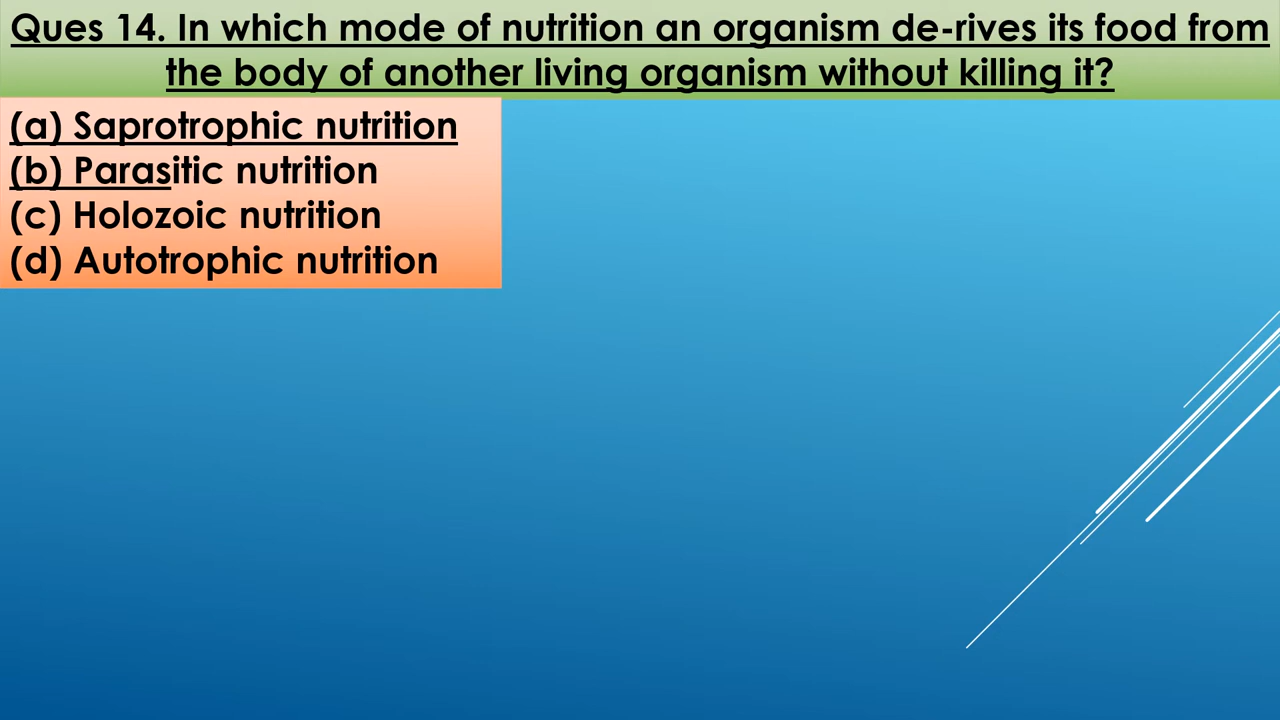 Ques 14. In which mode of nutrition an organism de-rives its food from
the body of another living organism without killing it?
(a) Saprotrophic nutrition
(b) Parasitic nutrition
(c) Holozoic nutrition
(d) Autotrophic nutrition